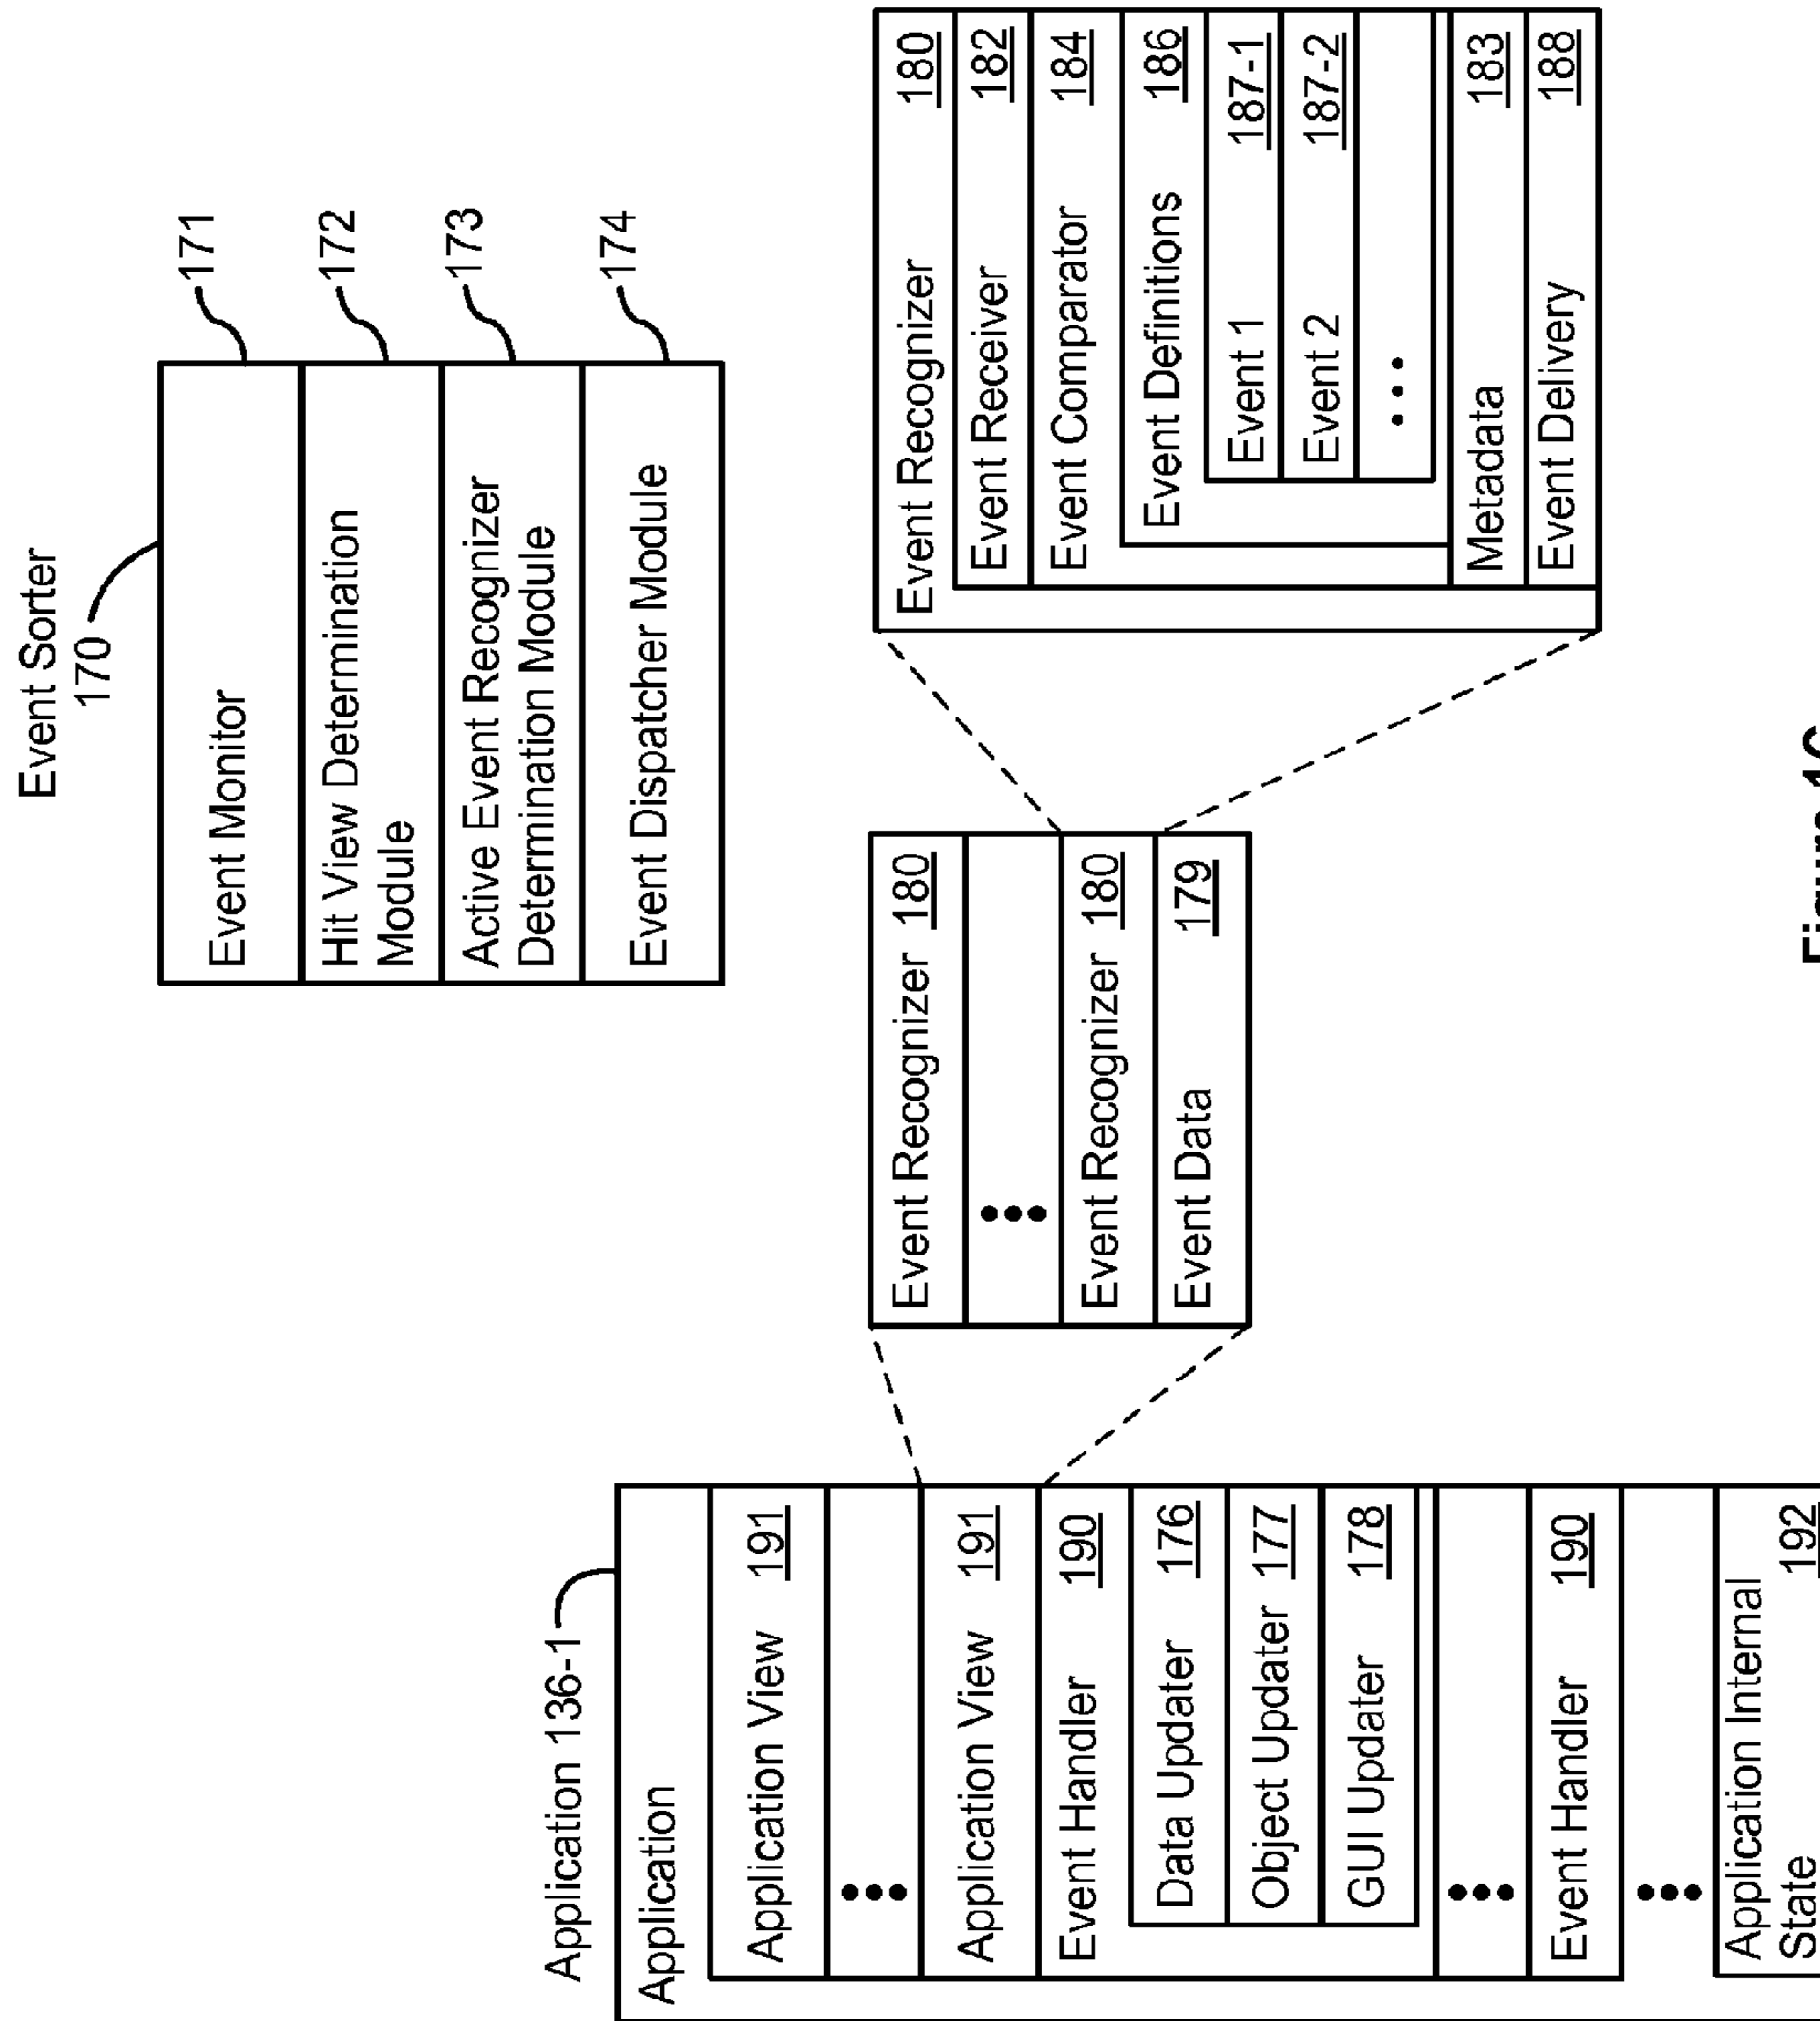 Event Sorter
170
Event Monitor
171
Hit View Determination
Module
172
Active Event Recognizer
Determination Module
173
Event Dispatcher Module
174
Application 136-1
Application
Application View 191
Application View 191
Event Handler 190
Data Updater 176
Object Updater 177
GUI Updater 178
Event Handler 190
Application Internal
State 192
Event Recognizer 180
Event Recognizer 180
Event Data 179
Event Recognizer 180
Event Receiver 182
Event Comparator 184
Event Definitions 186
Event 1 187-1
Event 2 187-2
Metadata 183
Event Delivery 188
Figure